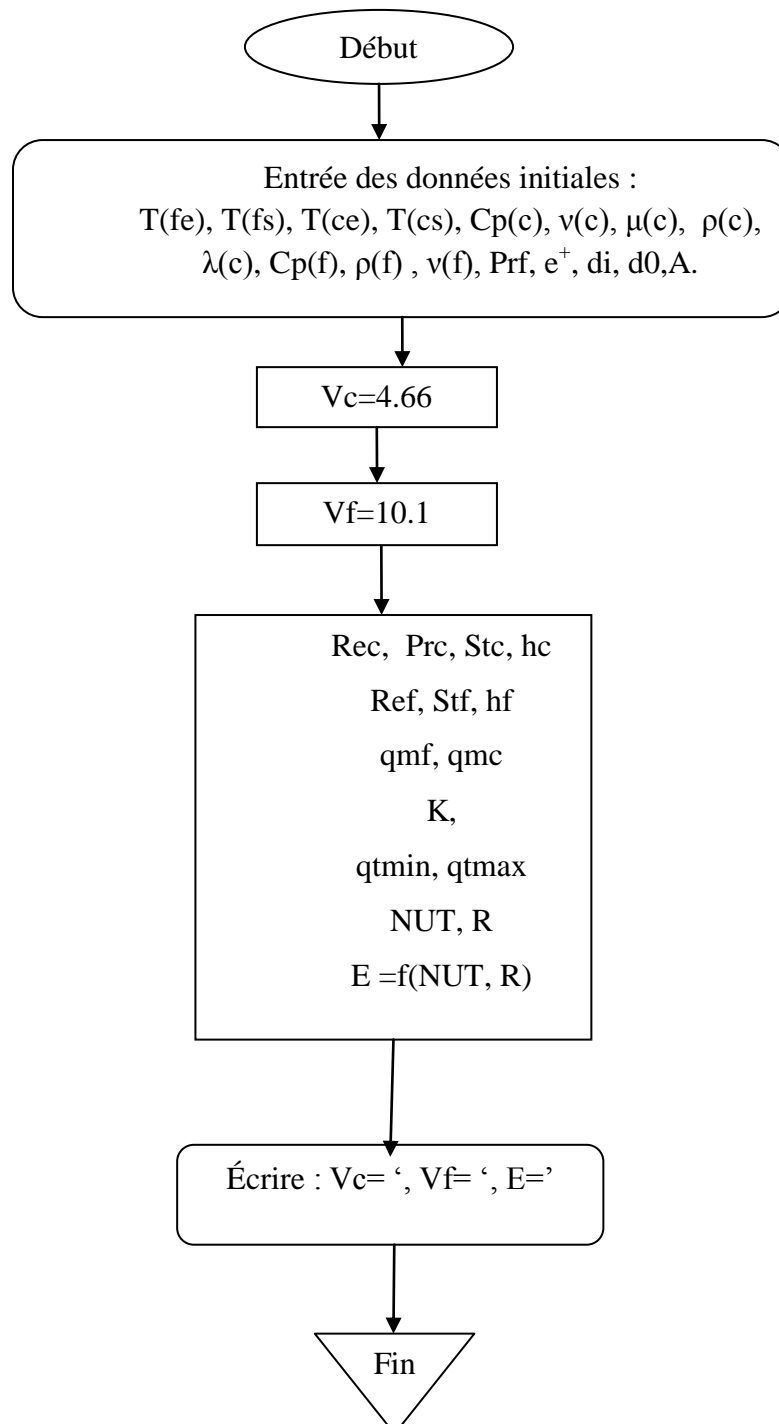 Début
Entrée des données initiales :
T(fe), T(fs), T(ce), T(cs), Cp(c), ν(c), μ(c), ρ(c),
λ(c), Cp(f), ρ(f) , ν(f), Prf, e⁺, di, d0,A.
Vc=4.66
Vf=10.1
Rec, Prc, Stc, hc
Ref, Stf, hf
qmf, qmc
K,
qtmin, qtmax
NUT, R
E =f(NUT, R)
Écrire : Vc= ‘, Vf= ‘, E=’
Fin